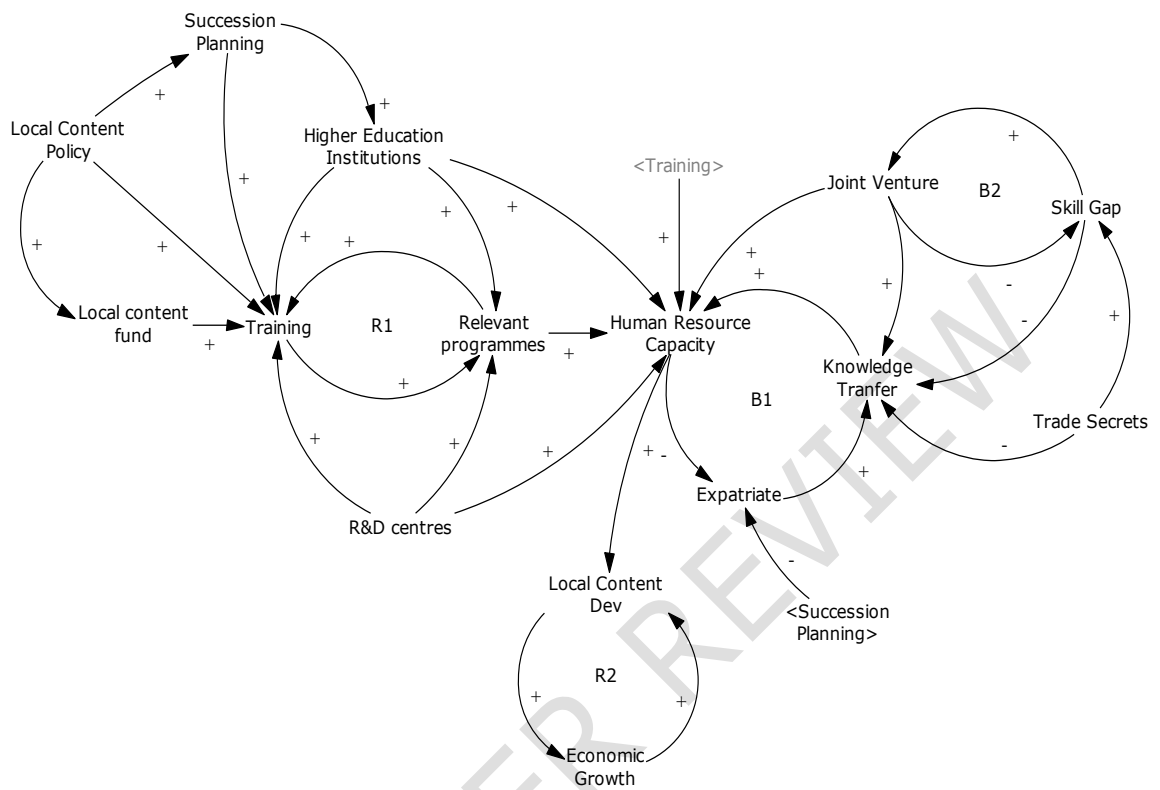 Succession
Planning
+
+
Local Content
Policy
Higher Education
Institutions
+
<Training>
Joint Venture
B2
+
Skill Gap
+
+
+
+
+
+
+
+
+
+
-
+
-
+
Local content
fund
+
Training
R1
Relevant
programmes
+
Human Resource
Capacity
+
Knowledge
Tranfer
B1
Trade Secrets
-
+
+
+
+
-
+
Expatriate
R&D centres
-
Local Content
Dev
<Succession
Planning>
R2
+
+
Economic
Growth
ER REVIEW